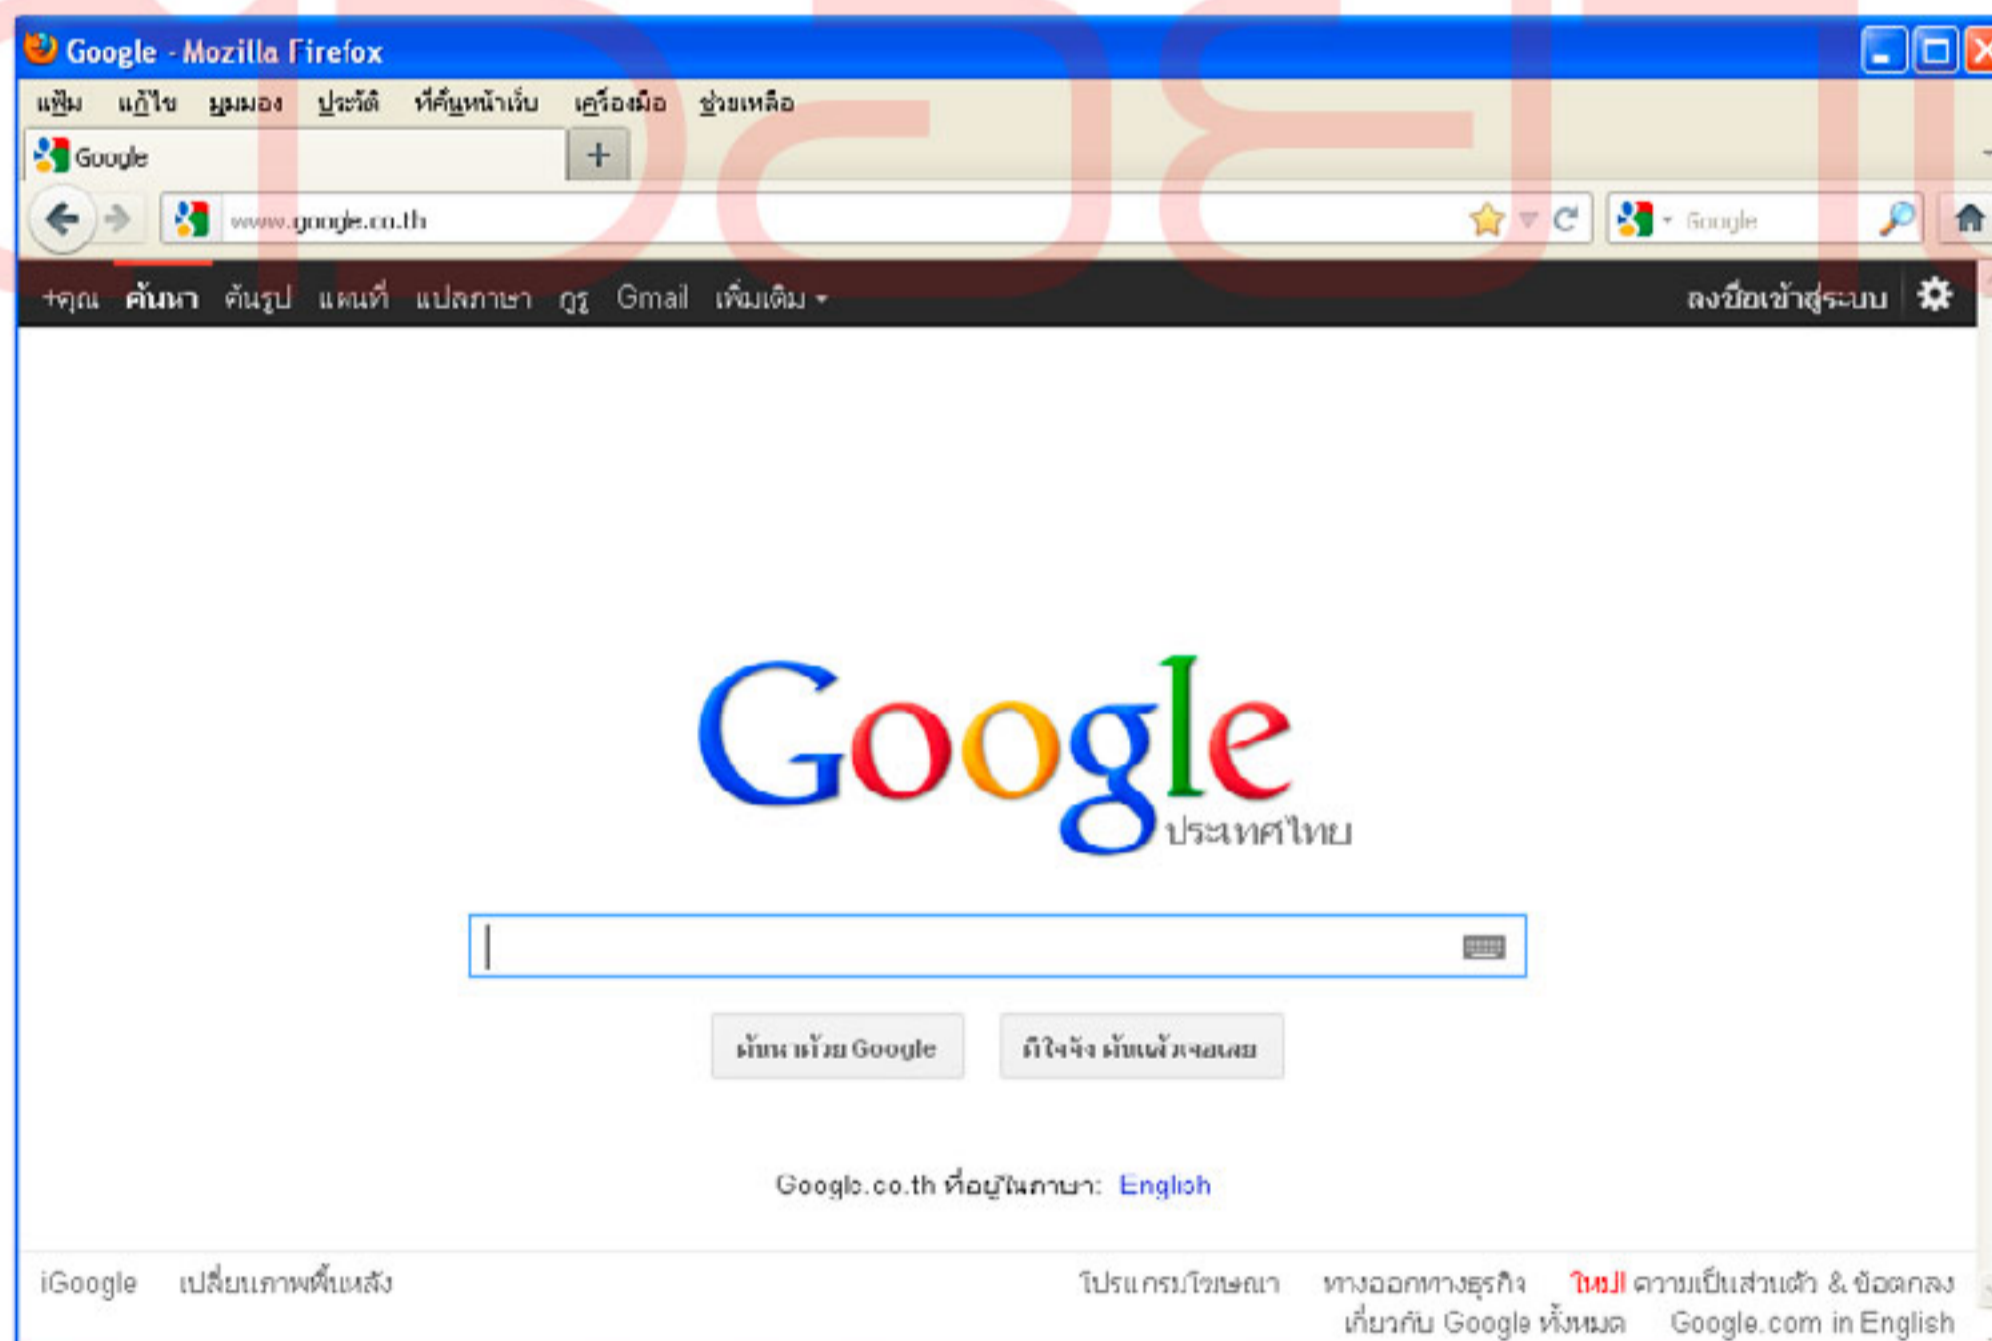 Google - Mozilla Firefox
แฟ้ม แก้ไข มุมมอง ประวัติ ที่คั่นหน้าเว็บ เครื่องมือ ช่วยเหลือ
Google +
www.google.co.th Google
+คุณ ค้นหา ค้นรูป แผนที่ แปลภาษา กูรู Gmail เพิ่มเติม ลงชื่อเข้าสู่ระบบ
Google
ประเทศไทย
ค้นหาด้วย Google ดีใจจัง ค้นแล้วเจอเลย
Google.co.th ที่อยู่ในภาษา: English
iGoogle เปลี่ยนภาพพื้นหลัง โปรแกรมโฆษณา ทางออกทางธุรกิจ ใหม่! ความเป็นส่วนตัว & ข้อตกลง
เกี่ยวกับ Google ทั้งหมด Google.com in English